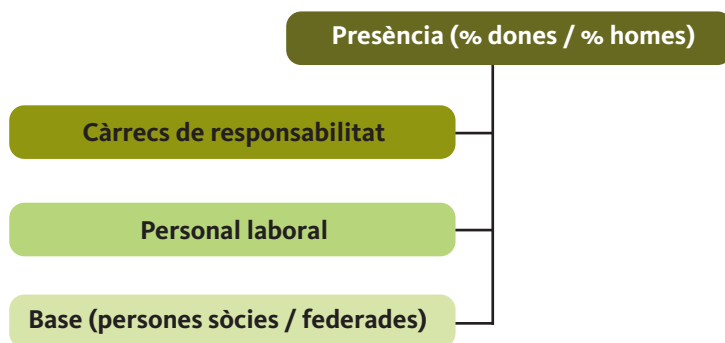 Presència (% dones / % homes)
Càrrecs de responsabilitat
Personal laboral
Base (persones sòcies / federades)